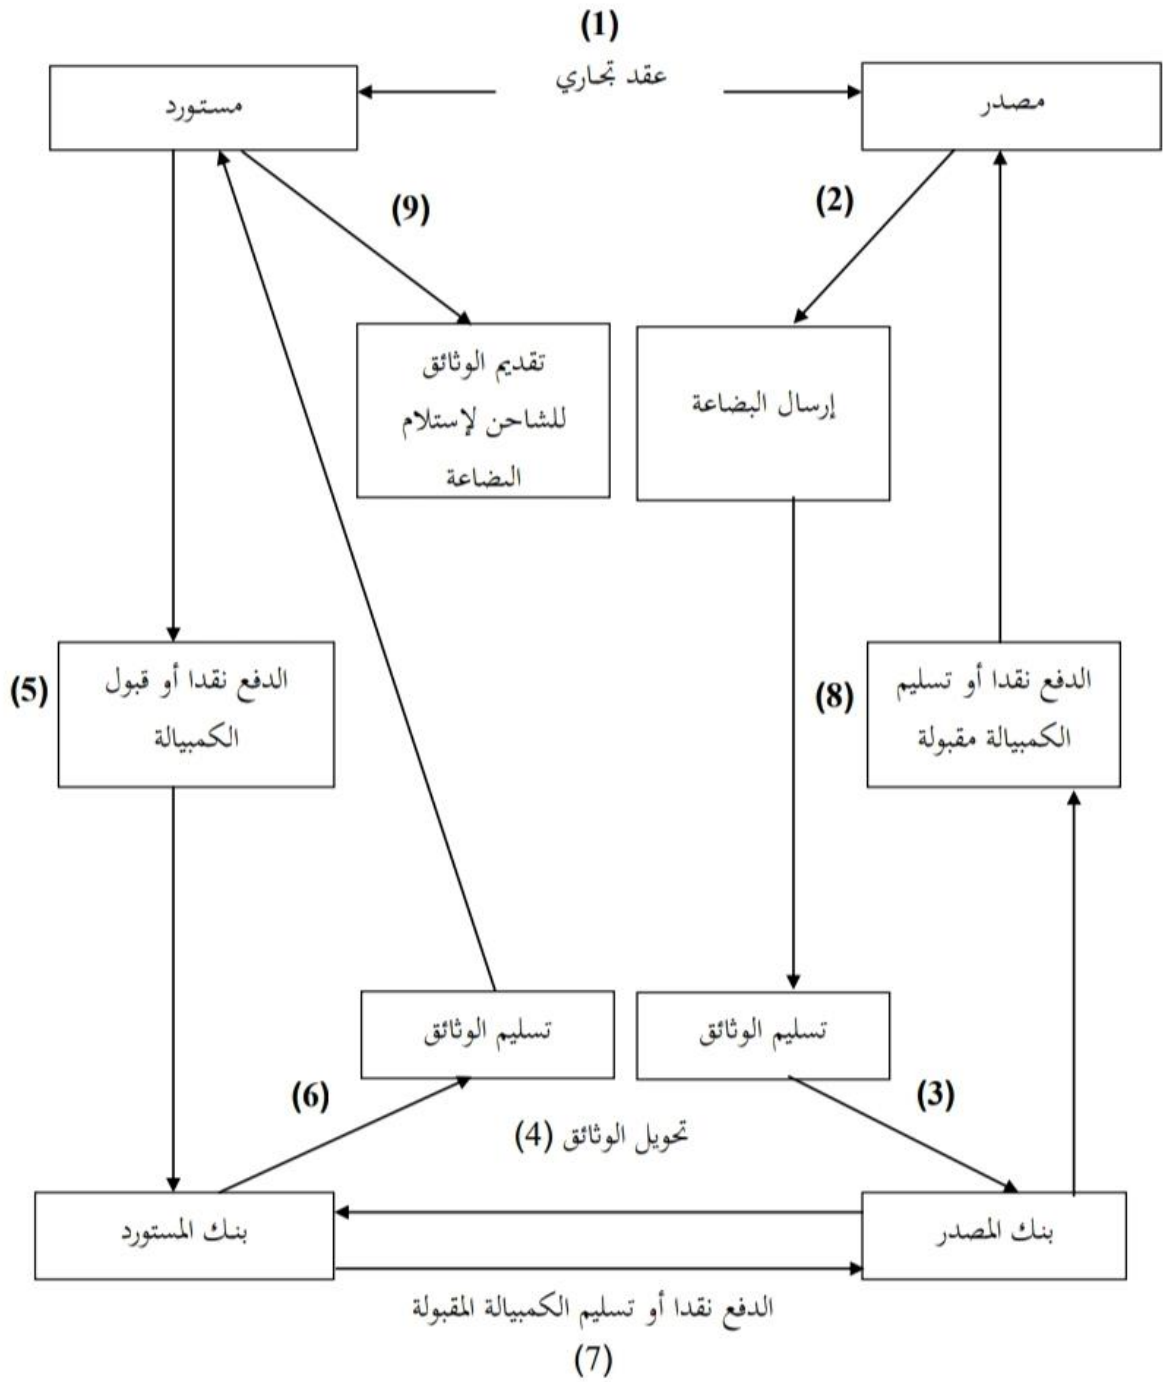 (1)
عقد تجاري
مصدر
مستورد
(2)
(9)
تقديم الوثائق
للشاحن لإستلام
البضاعة
إرسال البضاعة
الدفع نقدا أو تسليم
الكمبيالة مقبولة
(8)
الدفع نقدا أو قبول
الكمبيالة
(5)
تسليم الوثائق
تسليم الوثائق
(3)
(6)
تحويل الوثائق (4)
بنك المصدر
بنك المستورد
الدفع نقدا أو تسليم الكمبيالة المقبولة
(7)